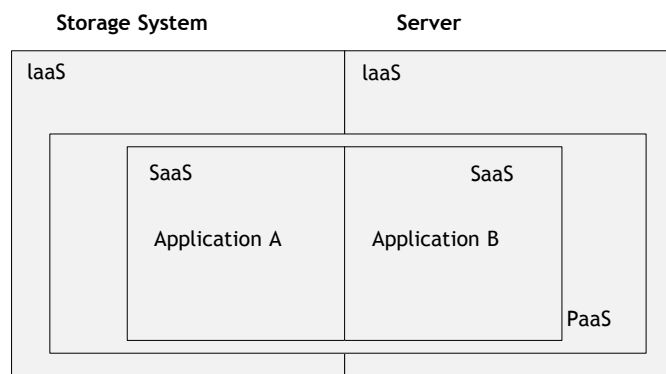 Storage System
Server
IaaS
IaaS
SaaS
SaaS
Application A
Application B
PaaS